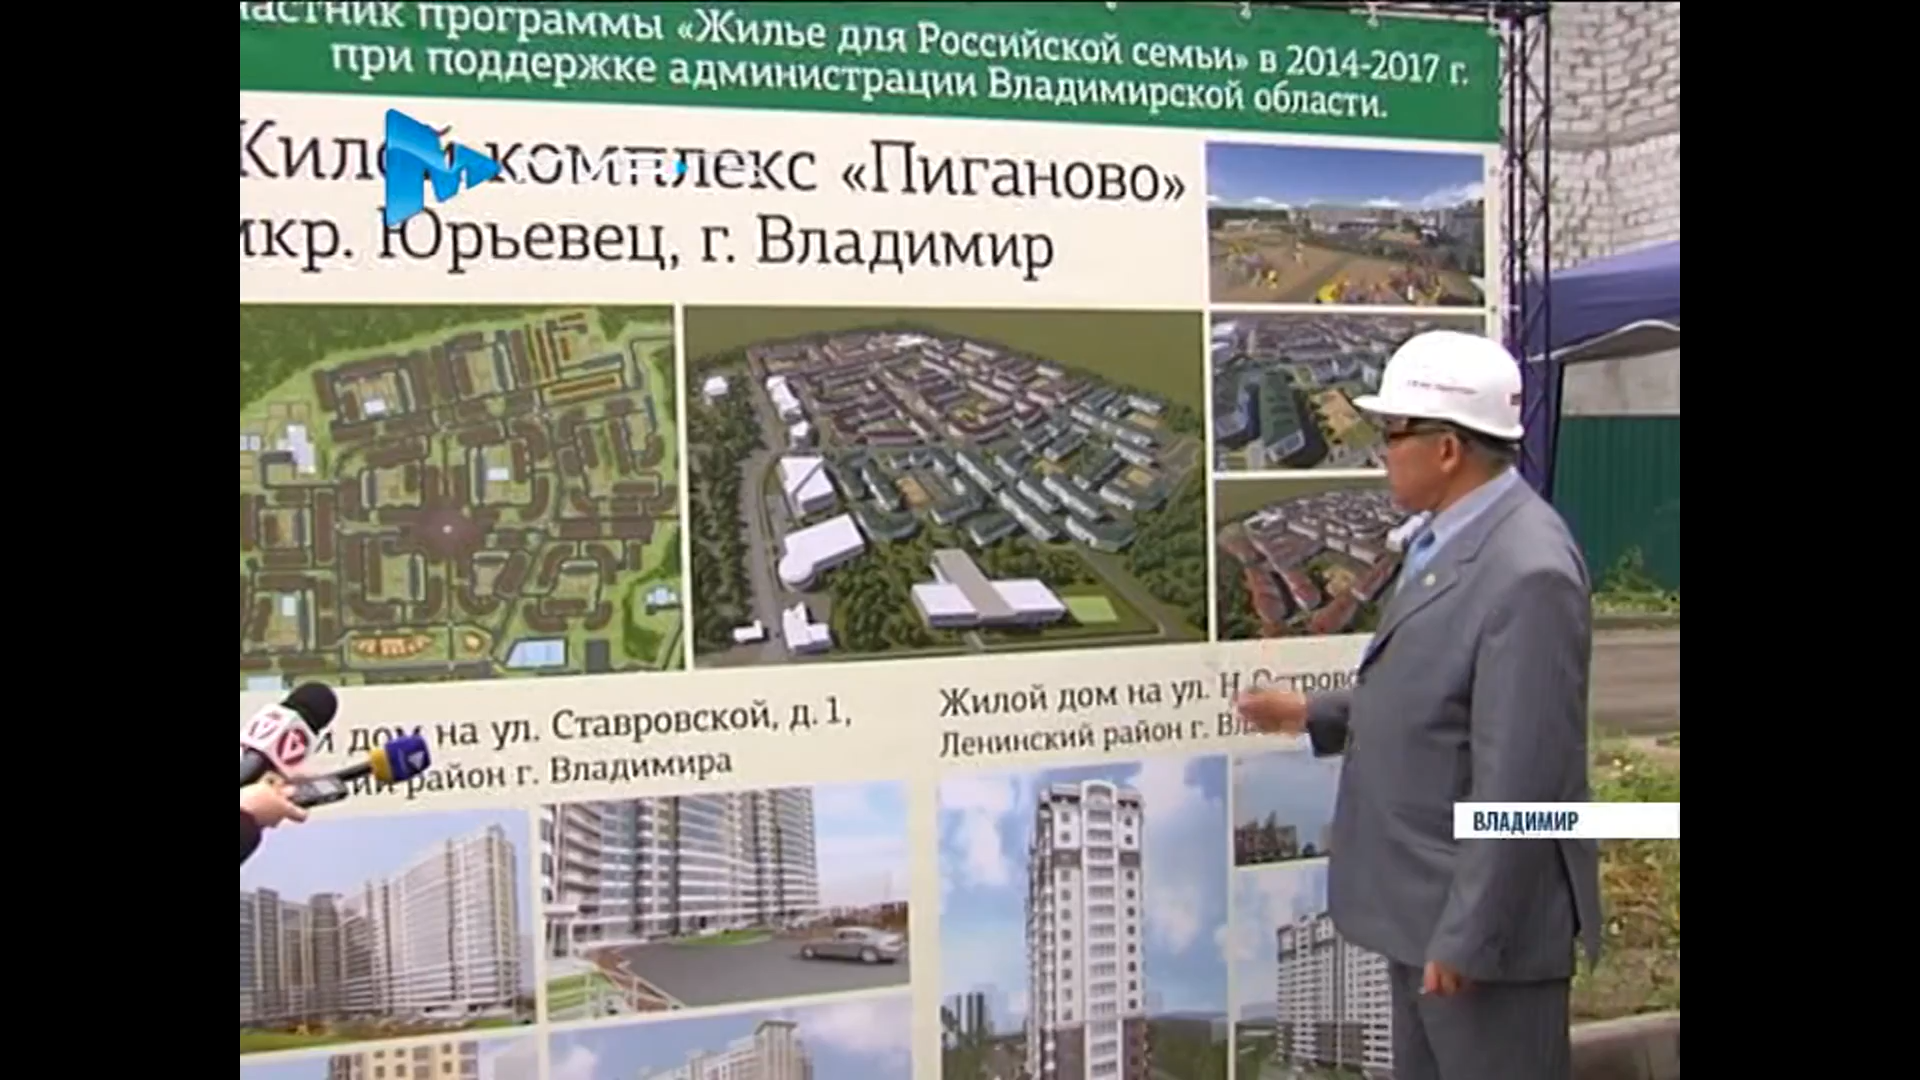 программы «Жилье для Российской семьи» в 2014-2017 г.
при поддержке администрации Владимирской области.
комплекс «Пиганово»
мкр. Юрьевец, г. Владимир
дом на ул. Ставровской, д. 1,
район г. Владимира
Жилой дом на ул. Н
Ленинский район г.
ВЛАДИМИР